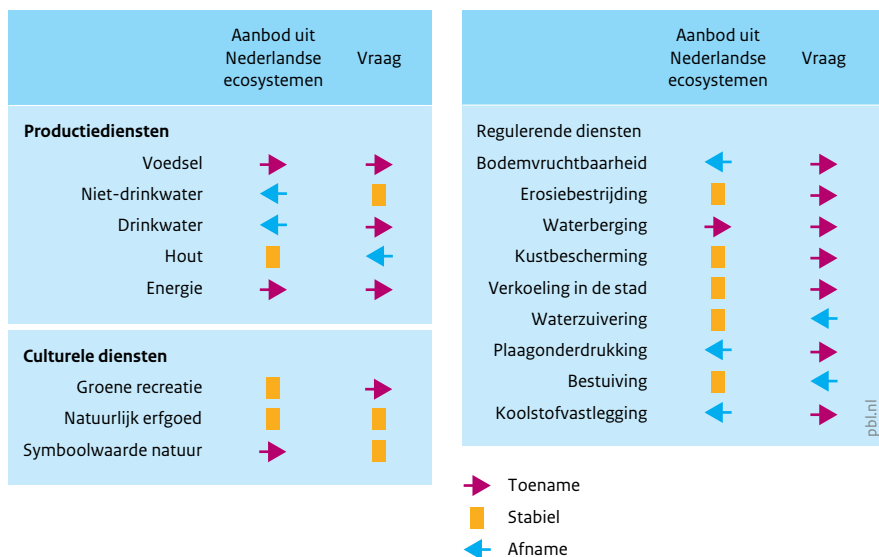 Aanbod uit
Nederlandse
ecosystemen
Vraag
Productiediensten
Voedsel
Niet-drinkwater
Drinkwater
Hout
Energie
Culturele diensten
Groene recreatie
Natuurlijk erfgoed
Symboolwaarde natuur
Aanbod uit
Nederlandse
ecosystemen
Vraag
Regulerende diensten
Bodemvruchtbaarheid
Erosiebestrijding
Waterberging
Kustbescherming
Verkoeling in de stad
Waterzuivering
Plaagonderdrukking
Bestuiving
Koolstofvastlegging
pbl.nl
Toename
Stabiel
Afname